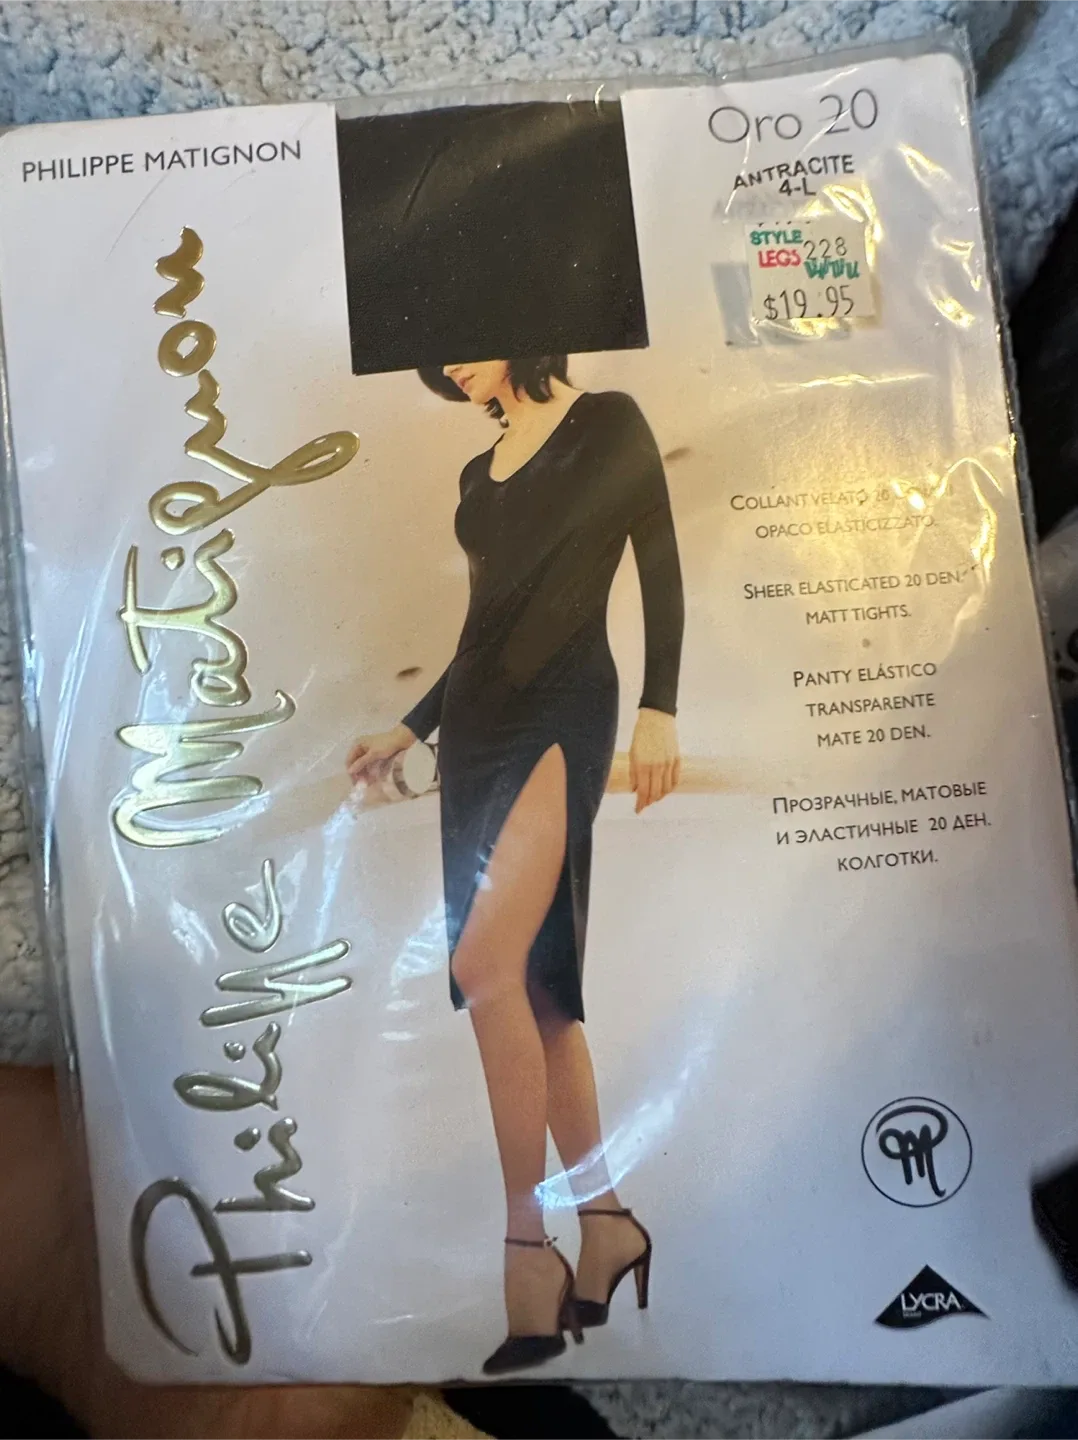 PHILIPPE MATIGNON
Oro 20
ANTRACITE
4-L
STYLE
LEGS 228
$19.95
Philippe Matignon
COLLANT VELATO 20
OPACO ELASTICIZZATO.
SHEER ELASTICATED 20 DEN.
MATT TIGHTS.
PANTY ELÁSTICO
TRANSPARENTE
MATE 20 DEN.
ПРОЗРАЧНЫЕ, МАТОВЫЕ
И ЭЛАСТИЧНЫЕ 20 ДЕН.
КОЛГОТКИ.
LYCRA